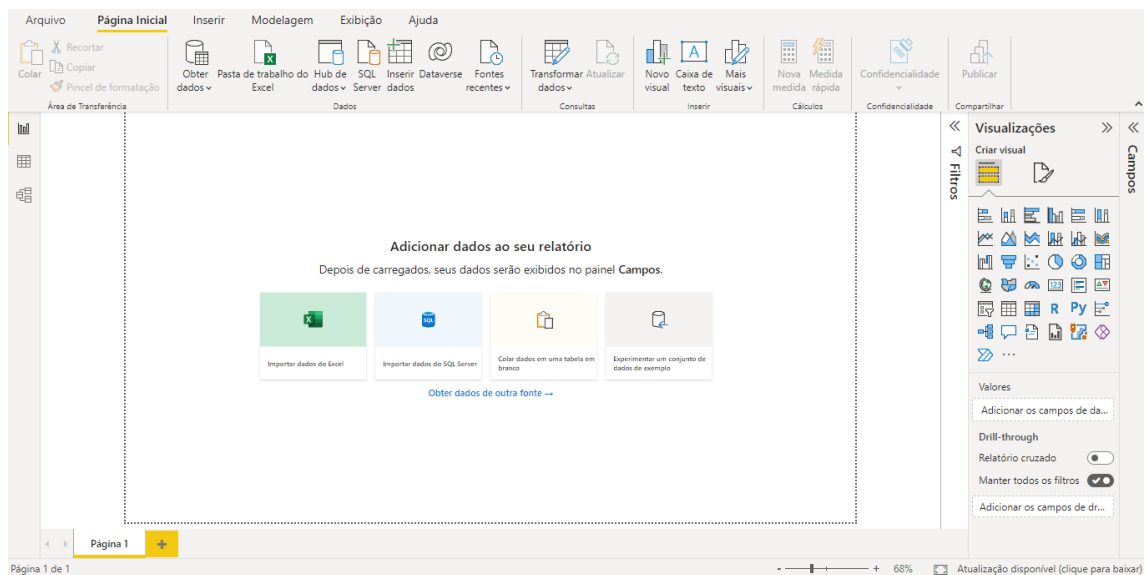 Arquivo Página Inicial Inserir Modelagem Exibição Ajuda
Colar
Recortar
Copiar
Pincel de formatação
Área de Transferência
Obter dados
Pasta de trabalho do Excel
Hub de dados
SQL Server
Inserir dados
Dataverse
Fontes recentes
Dados
Transformar dados
Atualizar
Consultas
Novo visual
Caixa de texto
Mais visuais
Inserir
Nova medida
Medida rápida
Cálculos
Confidencialidade
Confidencialidade
Publicar
Compartilhar
Adicionar dados ao seu relatório
Depois de carregados, seus dados serão exibidos no painel Campos.
SQL
Importar dados do Excel
Importar dados do SQL Server
Colar dados em uma tabela em
branco
Experimentar um conjunto de
dados de exemplo
Obter dados de outra fonte →
Filtros
Visualizações
Criar visual
123
R Py
...
Valores
Adicionar os campos de da...
Drill-through
Relatório cruzado
Manter todos os filtros
Adicionar os campos de dr...
Campos
Página 1 +
Página 1 de 1
- + 68%
Atualização disponível (clique para baixar)